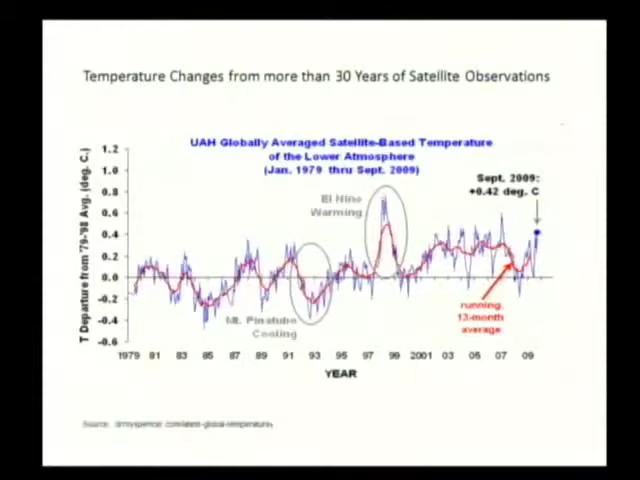 Temperature Changes from more than 30 Years of Satellite Observations
UAH Globally Averaged Satellite-Based Temperature
of the Lower Atmosphere
(Jan. 1979 thru Sept. 2009)
T Departure from '79-'98 Avg. (deg. C.)
1.2
1.0
0.8
0.6
0.4
0.2
0.0
-0.2
-0.4
-0.6
El Nino
Warming
Sept. 2009:
+0.42 deg. C
Mt. Pinatubo
Cooling
running
13-month
average
1979 81 83 85 87 89 91 93 95 97 99 2001 03 05 07 09
YEAR
Source: